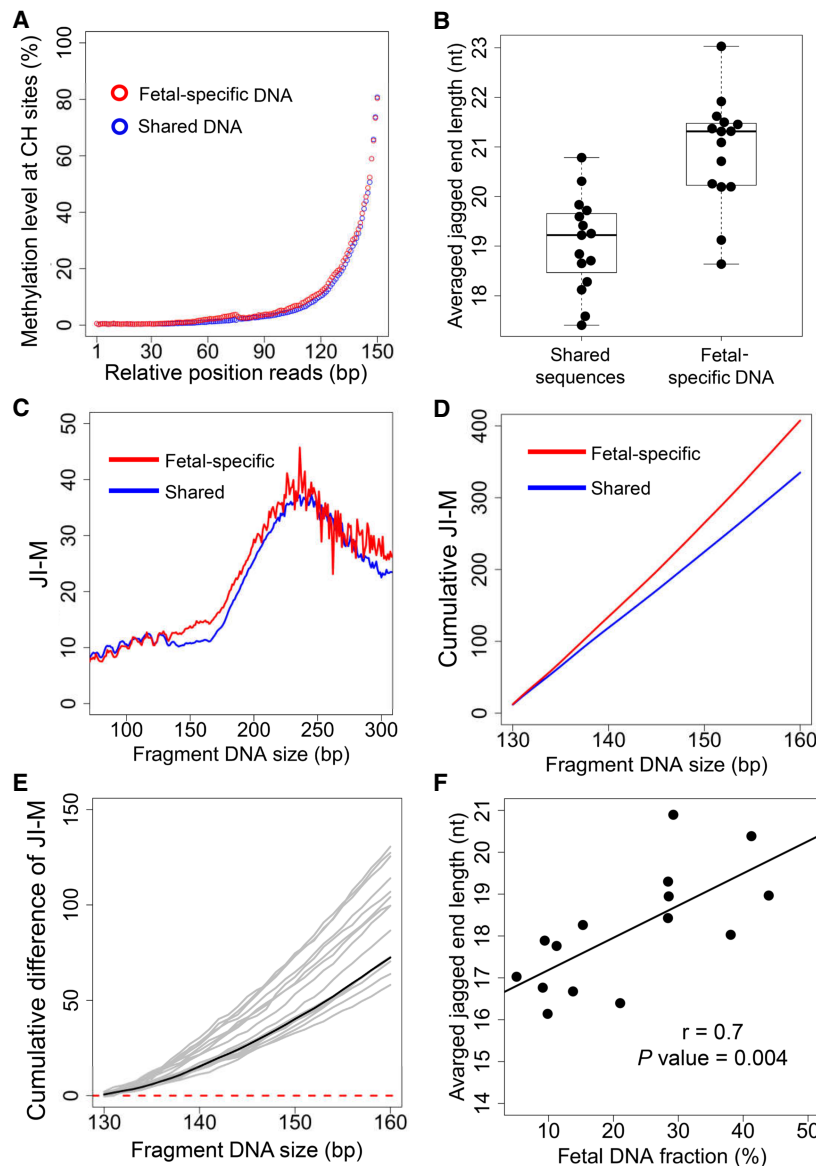 A
Methylation level at CH sites (%)
100
80
60
40
20
0
Fetal-specific DNA
Shared DNA
1 30 60 90 120 150
Relative position reads (bp)
B
Averaged jagged end length (nt)
23
22
21
20
19
18
Shared sequences
Fetal-specific DNA
C
JI-M
50
40
30
20
10
0
Fetal-specific
Shared
100 150 200 250 300
Fragment DNA size (bp)
D
Cumulative JI-M
400
300
200
100
0
Fetal-specific
Shared
130 140 150 160
Fragment DNA size (bp)
E
Cumulative difference of JI-M
150
100
50
0
130 140 150 160
Fragment DNA size (bp)
F
Avarged jagged end length (nt)
21
20
19
18
17
16
15
14
r = 0.7
P value = 0.004
10 20 30 40 50
Fetal DNA fraction (%)